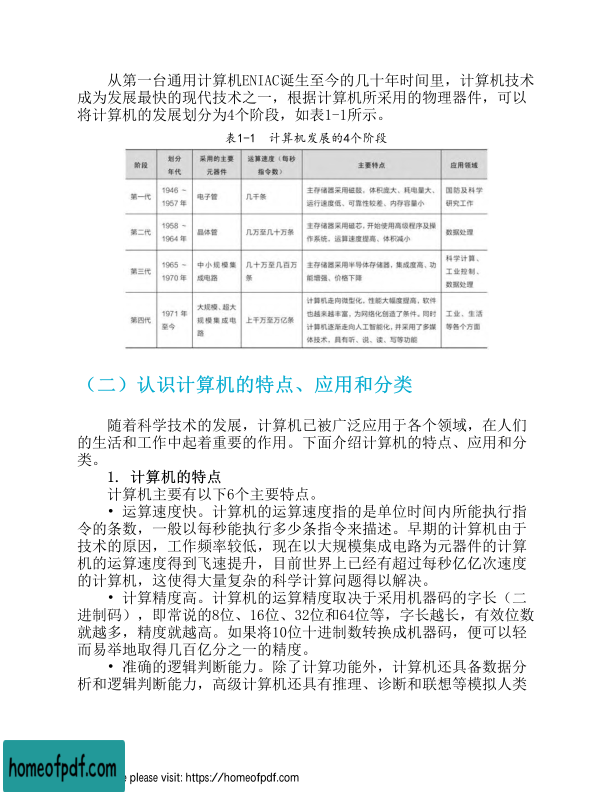 从第一台通用计算机ENIAC诞生至今的几十年时间里，计算机技术
成为发展最快的现代技术之一，根据计算机所采用的物理器件，可以
将计算机的发展划分为4个阶段，如表1-1所示。
表1-1 计算机发展的4个阶段
阶段 划分年代 采用的主要元器件 运算速度（每秒指令数） 主要特点 应用领域
第一代 1946 ~ 1957 年 电子管 几千条 主存储器采用磁鼓，体积庞大、耗电量大、运行速度低、可靠性较差、内存容量小 国防及科学研究工作
第二代 1958 ~ 1964 年 晶体管 几万至几十万条 主存储器采用磁芯，开始使用高级程序及操作系统，运算速度提高、体积减小 数据处理
第三代 1965 ~ 1970 年 中小规模集成电路 几十万至几百万条 主存储器采用半导体存储器，集成度高、功能增强、价格下降 科学计算、工业控制、数据处理
第四代 1971 年至今 大规模、超大规模集成电路 上千万至万亿条 计算机走向微型化，性能大幅度提高，软件也越来越丰富，为网络化创造了条件。同时计算机逐渐走向人工智能化，并采用了多媒体技术，具有听、说、读、写等功能 工业、生活等各个方面
（二）认识计算机的特点、应用和分类
随着科学技术的发展，计算机已被广泛应用于各个领域，在人们
的生活和工作中起着重要的作用。下面介绍计算机的特点、应用和分
类。
1. 计算机的特点
计算机主要有以下6个主要特点。
• 运算速度快。计算机的运算速度指的是单位时间内所能执行指
令的条数，一般以每秒能执行多少条指令来描述。早期的计算机由于
技术的原因，工作频率较低，现在以大规模集成电路为元器件的计算
机的运算速度得到飞速提升，目前世界上已经有超过每秒亿亿次速度
的计算机，这使得大量复杂的科学计算问题得以解决。
• 计算精度高。计算机的运算精度取决于采用机器码的字长（二
进制码），即常说的8位、16位、32位和64位等，字长越长，有效位数
就越多，精度就越高。如果将10位十进制数转换成机器码，便可以轻
而易举地取得几百亿分之一的精度。
• 准确的逻辑判断能力。除了计算功能外，计算机还具备数据分
析和逻辑判断能力，高级计算机还具有推理、诊断和联想等模拟人类
homeofpdf.com
please visit: https://homeofpdf.com